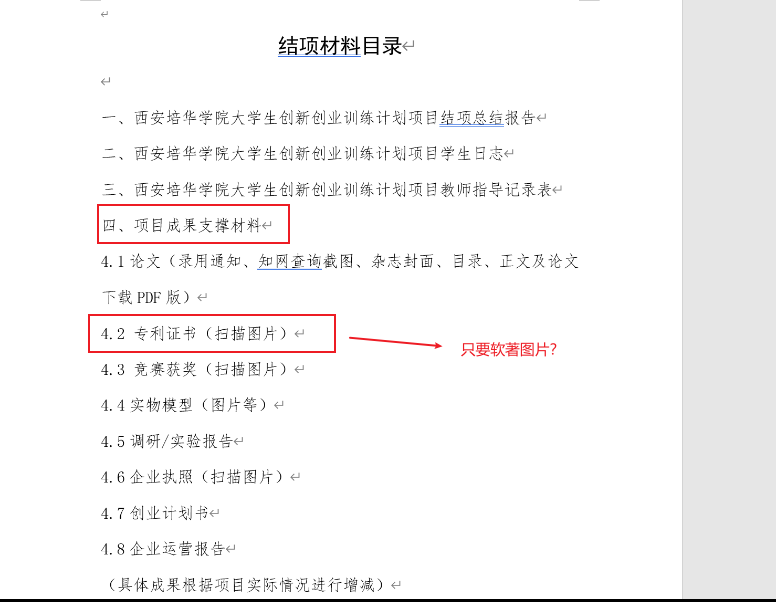 结项材料目录
一、西安培华学院大学生创新创业训练计划项目结项总结报告
二、西安培华学院大学生创新创业训练计划项目学生日志
三、西安培华学院大学生创新创业训练计划项目教师指导记录表
四、项目成果支撑材料
4.1 论文（录用通知、知网查询截图、杂志封面、目录、正文及论文
下载 PDF 版）
4.2 专利证书（扫描图片）
只要软著图片?
4.3 竞赛获奖（扫描图片）
4.4 实物模型（图片等）
4.5 调研/实验报告
4.6 企业执照（扫描图片）
4.7 创业计划书
4.8 企业运营报告
（具体成果根据项目实际情况进行增减）